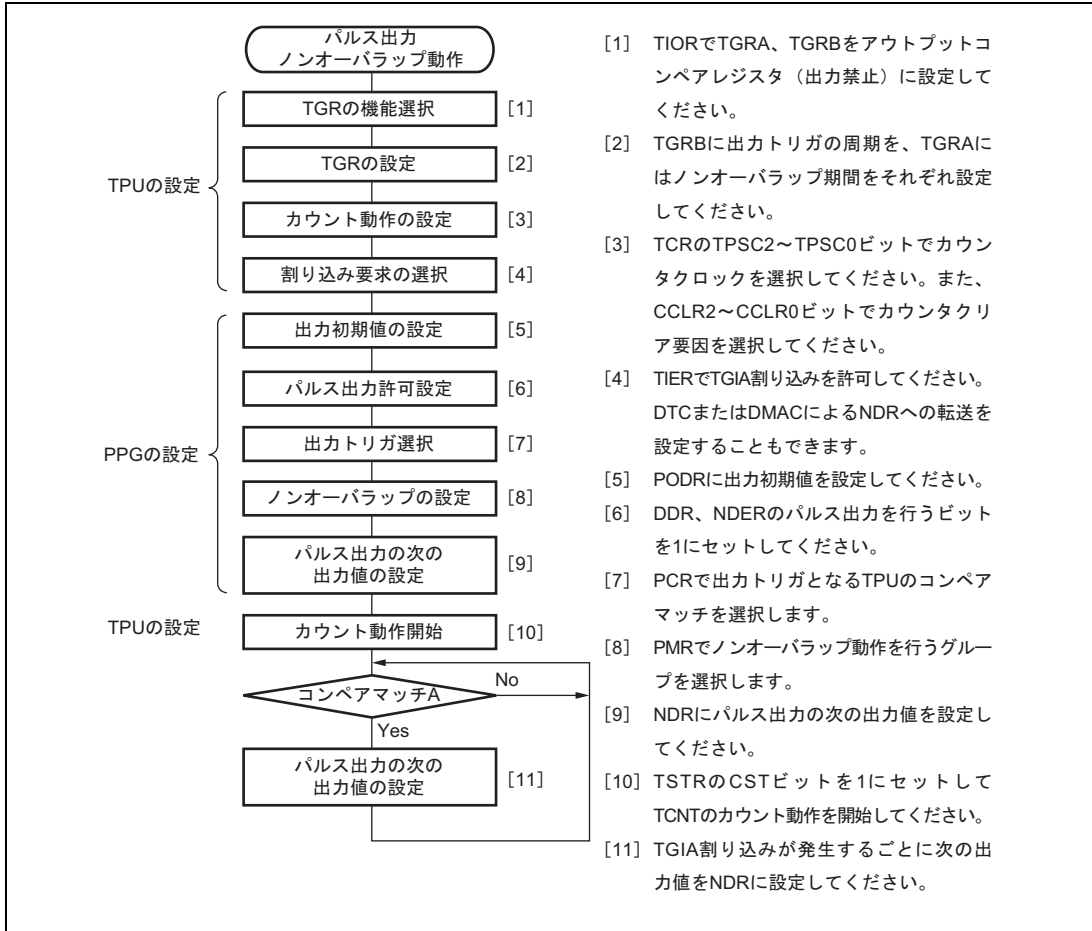 パルス出力
ノンオーバラップ動作
TPUの設定
TGRの機能選択 [1]
TGRの設定 [2]
カウント動作の設定 [3]
割り込み要求の選択 [4]
PPGの設定
出力初期値の設定 [5]
パルス出力許可設定 [6]
出力トリガ選択 [7]
ノンオーバラップの設定 [8]
パルス出力の次の
出力値の設定 [9]
TPUの設定
カウント動作開始 [10]
コンペアマッチA
No
Yes
パルス出力の次の
出力値の設定 [11]
[1] TIORでTGRA、TGRBをアウトプットコ
ンペアレジスタ（出力禁止）に設定して
ください。
[2] TGRBに出力トリガの周期を、TGRAに
はノンオーバラップ期間をそれぞれ設定
してください。
[3] TCRのTPSC2～TPSC0ビットでカウン
タクロックを選択してください。また、
CCLR2～CCLR0ビットでカウンタクリ
ア要因を選択してください。
[4] TIERでTGIA割り込みを許可してください。
DTCまたはDMACによるNDRへの転送を
設定することもできます。
[5] PODRに出力初期値を設定してください。
[6] DDR、NDERのパルス出力を行うビット
を1にセットしてください。
[7] PCRで出力トリガとなるTPUのコンペア
マッチを選択します。
[8] PMRでノンオーバラップ動作を行うグルー
プを選択します。
[9] NDRにパルス出力の次の出力値を設定し
てください。
[10] TSTRのCSTビットを1にセットして
TCNTのカウント動作を開始してください。
[11] TGIA割り込みが発生するごとに次の出
力値をNDRに設定してください。